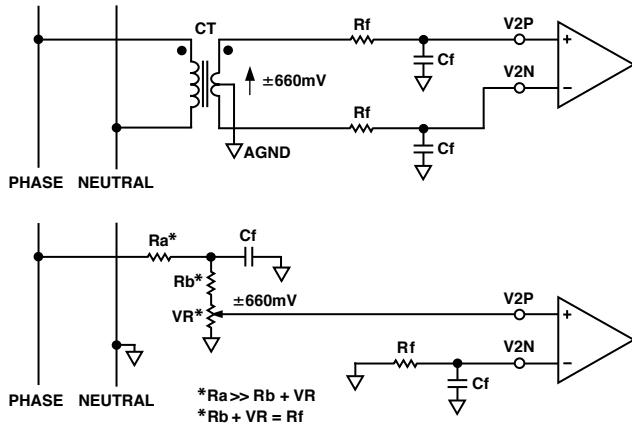 CT
Rf
V2P
+
Cf
±660mV
V2N
−
Rf
AGND
Cf
PHASE NEUTRAL
Ra*
Cf
Rb*
±660mV
VR*
V2P
+
Rf
V2N
−
Cf
PHASE NEUTRAL
*Ra >> Rb + VR
*Rb + VR = Rf